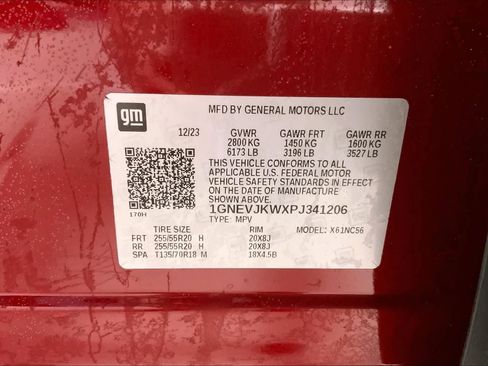 gm
MFD BY GENERAL MOTORS LLC
12/23 GVWR GAWR FRT GAWR RR
2800 KG 1450 KG 1600 KG
6173 LB 3196 LB 3527 LB
THIS VEHICLE CONFORMS TO ALL
APPLICABLE U.S. FEDERAL MOTOR
VEHICLE SAFETY STANDARDS IN EFFECT
ON THE DATE OF MANUFACTURE
SHOWN ABOVE.
1GNEVJKWXPJ341206
170H
TYPE: MPV
TIRE SIZE RIM MODEL: X61NC56
FRT 255/55R20 H 20X8J
RR 255/55R20 H 20X8J
SPA T135/70R18 M 18X4.5B